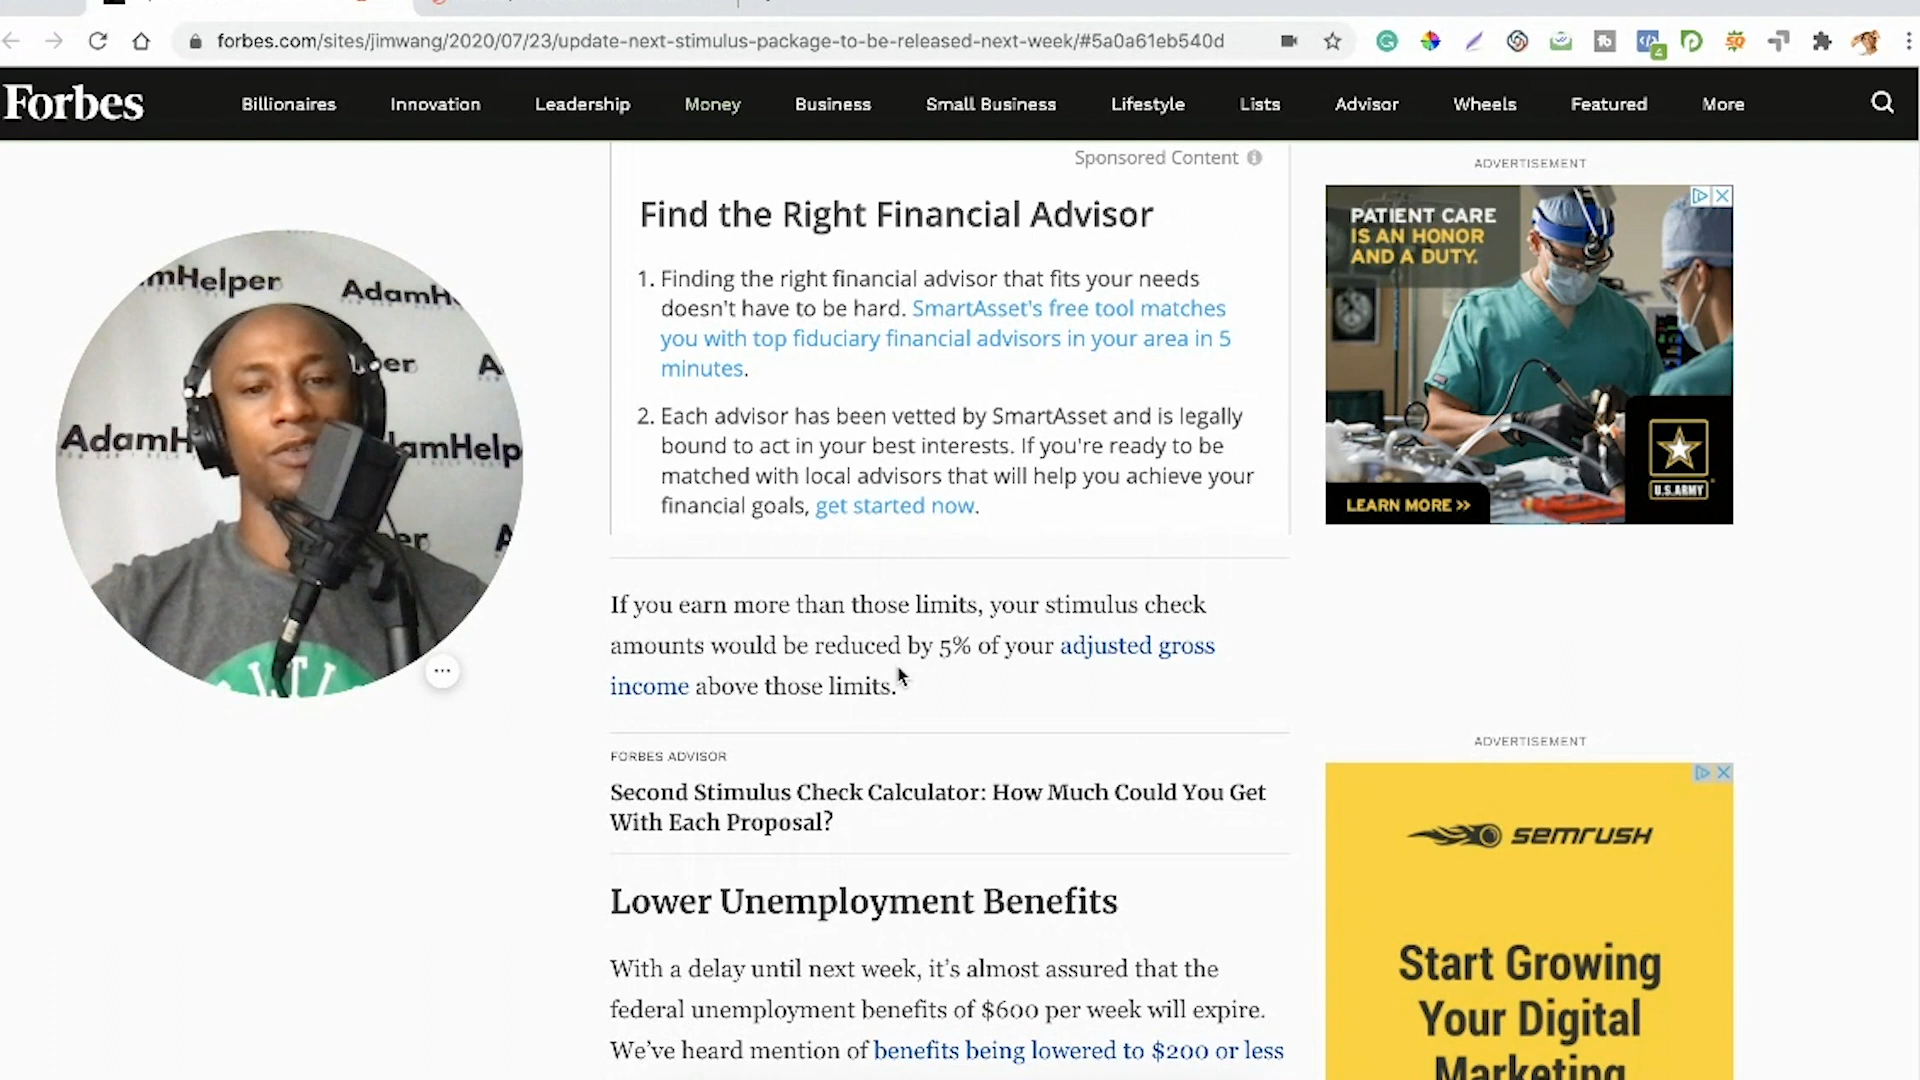 forbes.com/sites/jimwang/2020/07/23/update-next-stimulus-package-to-be-released-next-week/#5a0a61eb540d
Forbes
Billionaires
Innovation
Leadership
Money
Business
Small Business
Lifestyle
Lists
Advisor
Wheels
Featured
More
Sponsored Content
Find the Right Financial Advisor
1. Finding the right financial advisor that fits your needs
doesn't have to be hard. SmartAsset's free tool matches
you with top fiduciary financial advisors in your area in 5
minutes.
2. Each advisor has been vetted by SmartAsset and is legally
bound to act in your best interests. If you're ready to be
matched with local advisors that will help you achieve your
financial goals, get started now.
If you earn more than those limits, your stimulus check
amounts would be reduced by 5% of your adjusted gross
income above those limits.
FORBES ADVISOR
Second Stimulus Check Calculator: How Much Could You Get
With Each Proposal?
Lower Unemployment Benefits
With a delay until next week, it's almost assured that the
federal unemployment benefits of $600 per week will expire.
We've heard mention of benefits being lowered to $200 or less
mHelper
AdamH
per
A
AdamH
amHelp
er
A
ADVERTISEMENT
PATIENT CARE
IS AN HONOR
AND A DUTY.
LEARN MORE >>
U.S. ARMY
ADVERTISEMENT
semrush
Start Growing
Your Digital
Marketing